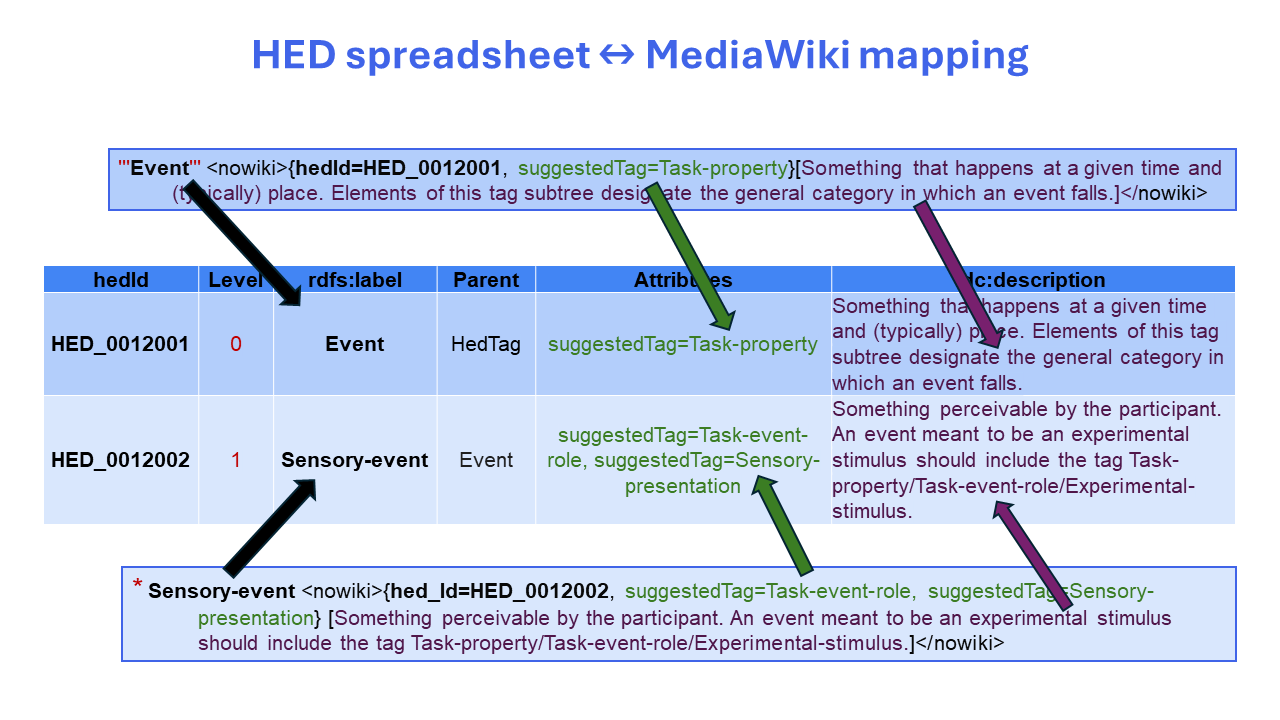 HED spreadsheet ↔ MediaWiki mapping
'''Event''' <nowiki>{hedId=HED_0012001, suggestedTag=Task-property}[Something that happens at a given time and
(typically) place. Elements of this tag subtree designate the general category in which an event falls.]</nowiki>
hedId Level rdfs:label Parent Attributes dc:description
HED_0012001 0 Event HedTag suggestedTag=Task-property
Something that happens at a given time
and (typically) place. Elements of this tag
subtree designate the general category in
which an event falls.
HED_0012002 1 Sensory-event Event
suggestedTag=Task-event-
role, suggestedTag=Sensory-
presentation
Something perceivable by the participant.
An event meant to be an experimental
stimulus should include the tag Task-
property/Task-event-role/Experimental-
stimulus.
* Sensory-event <nowiki>{hed_Id=HED_0012002, suggestedTag=Task-event-role, suggestedTag=Sensory-
presentation} [Something perceivable by the participant. An event meant to be an experimental stimulus
should include the tag Task-property/Task-event-role/Experimental-stimulus.]</nowiki>